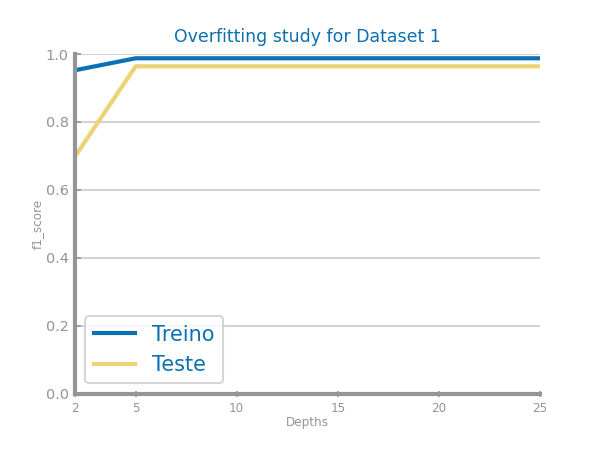 Overfitting study for Dataset 1
1.0
0.8
0.6
0.4
0.2
0.0
f1_score
Treino
Teste
2 5 10 15 20 25
Depths